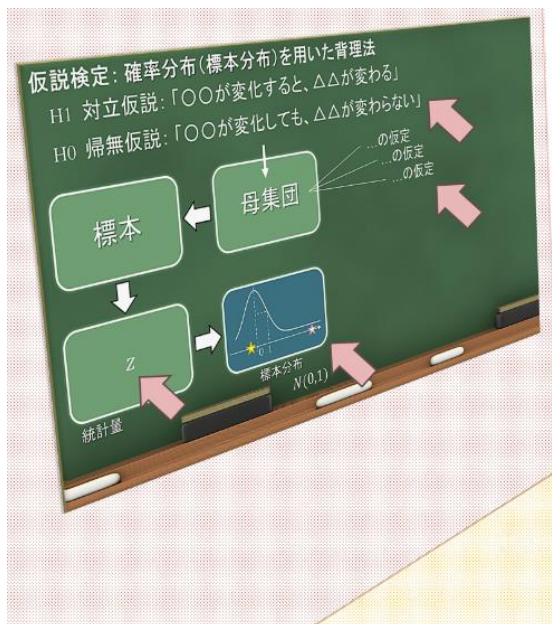 仮説検定: 確率分布(標本分布)を用いた背理法
H1 対立仮説:「○○が変化すると、△△が変わる」
H0 帰無仮説:「○○が変化しても、△△が変わらない」
…の仮定
…の仮定
…の仮定
標本
母集団
Z
0 1
統計量
標本分布
N(0,1)